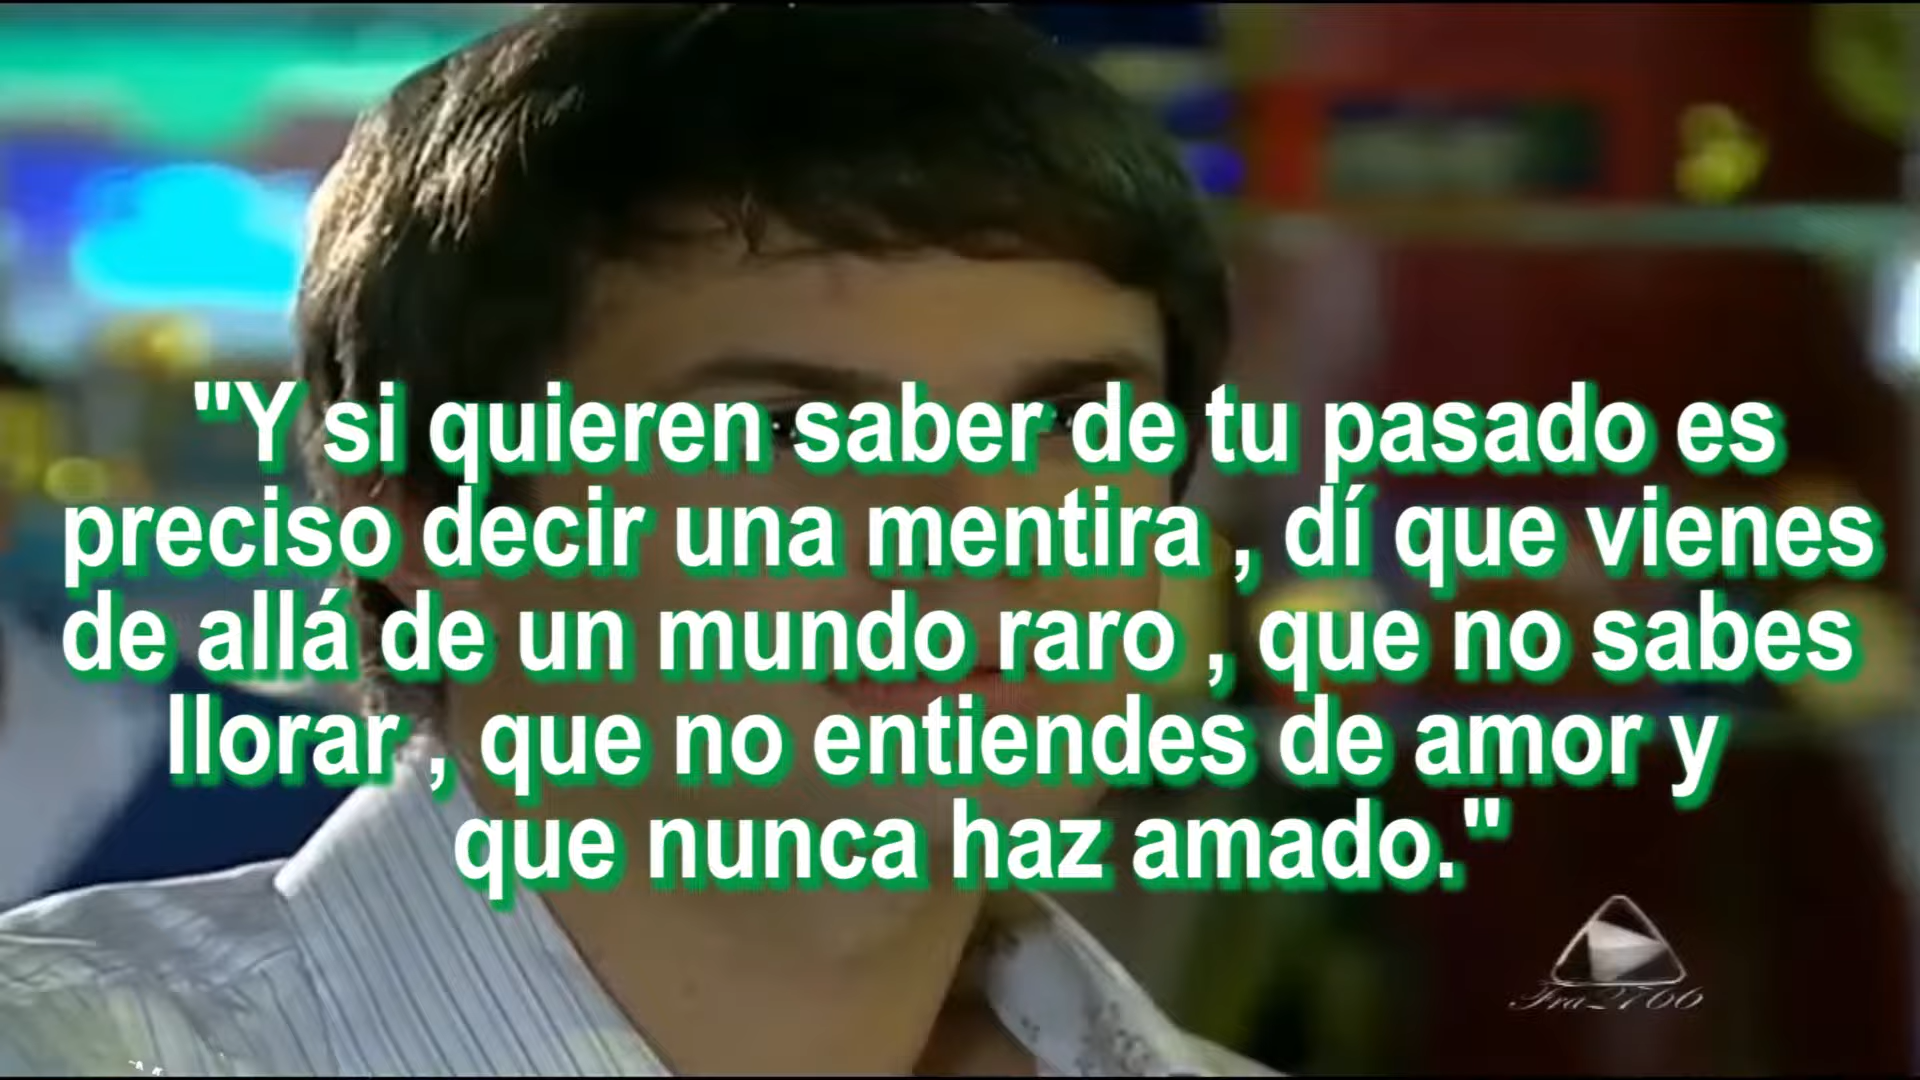 "Y si quieren saber de tu pasado es
preciso decir una mentira , dí que vienes
de allá de un mundo raro , que no sabes
llorar , que no entiendes de amor y
que nunca haz amado."
Fra2766